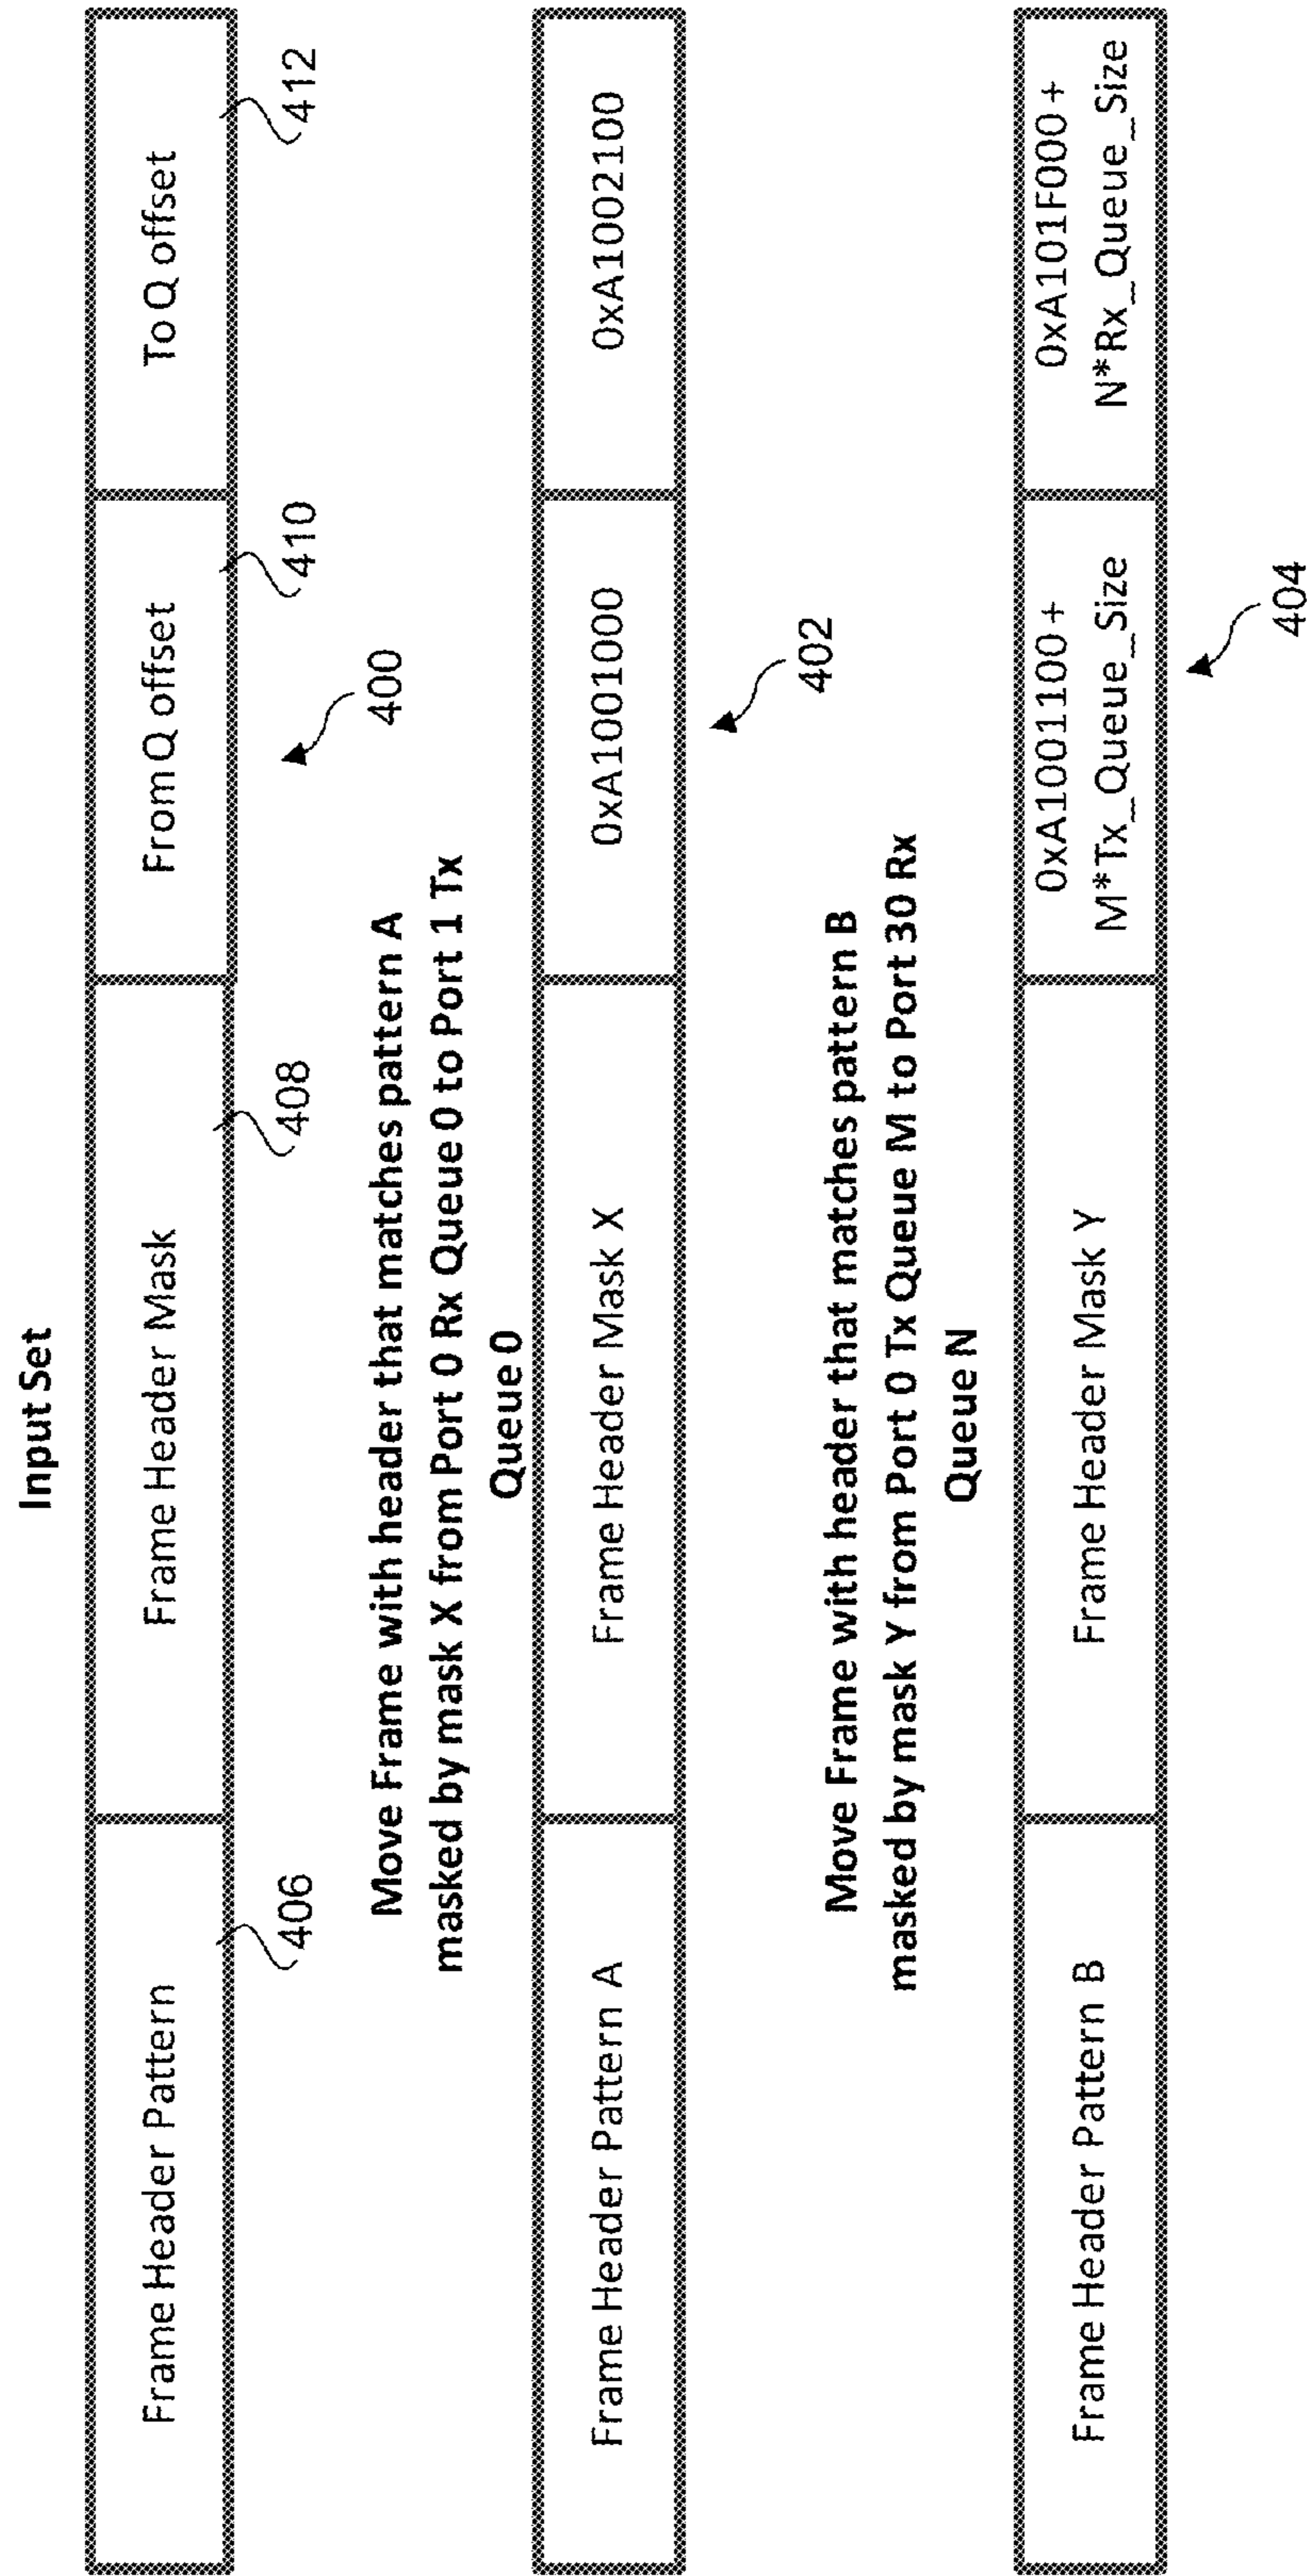 Input Set
Frame Header Pattern
Frame Header Mask
From Q offset
To Q offset
406
408
410
412
400
Move Frame with header that matches pattern A
masked by mask X from Port 0 Rx Queue 0 to Port 1 Tx
Queue 0
Frame Header Pattern A
Frame Header Mask X
0xA1001000
0xA1002100
402
Move Frame with header that matches pattern B
masked by mask Y from Port 0 Tx Queue M to Port 30 Rx
Queue N
Frame Header Pattern B
Frame Header Mask Y
0xA1001100 +
M*Tx_Queue_Size
0xA101F000 +
N*Rx_Queue_Size
404